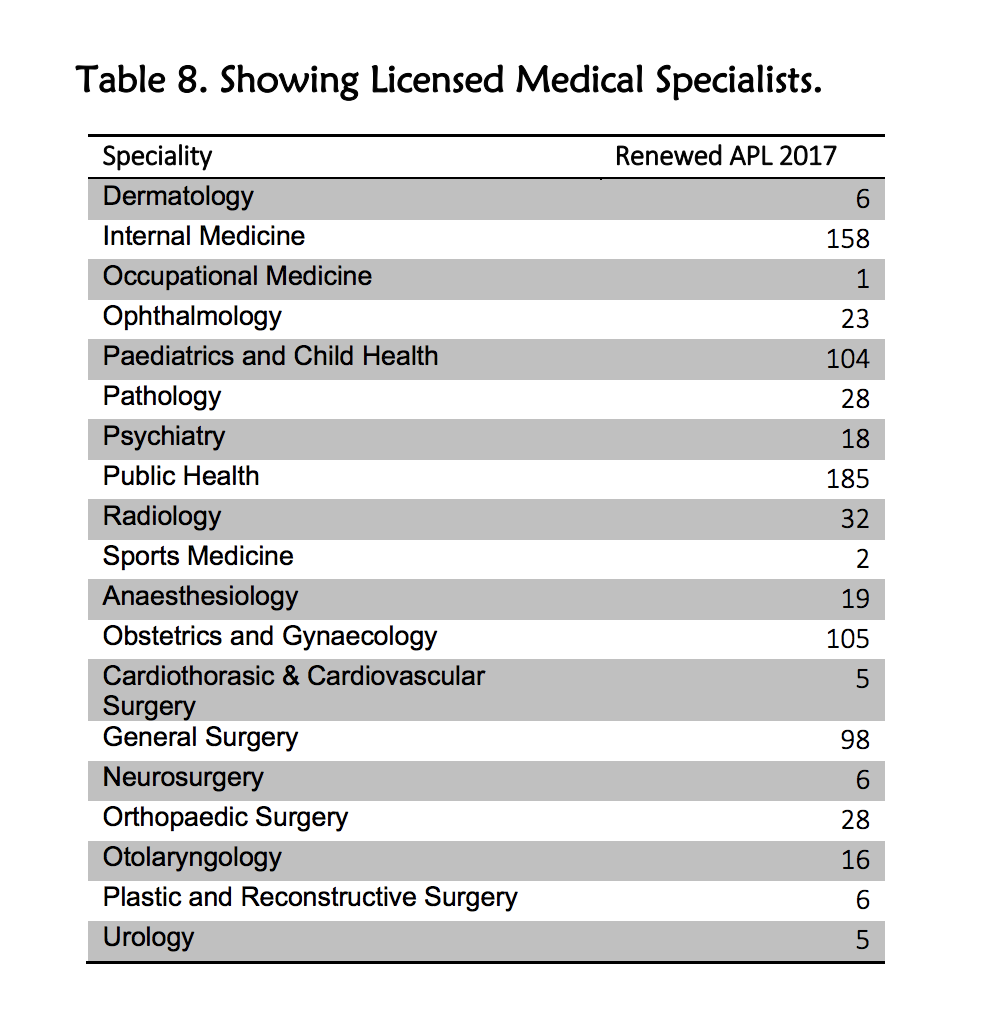 Table 8. Showing Licensed Medical Specialists.
Speciality Renewed APL 2017
Dermatology 6
Internal Medicine 158
Occupational Medicine 1
Ophthalmology 23
Paediatrics and Child Health 104
Pathology 28
Psychiatry 18
Public Health 185
Radiology 32
Sports Medicine 2
Anaesthesiology 19
Obstetrics and Gynaecology 105
Cardiothorasic & Cardiovascular 5
Surgery
General Surgery 98
Neurosurgery 6
Orthopaedic Surgery 28
Otolaryngology 16
Plastic and Reconstructive Surgery 6
Urology 5